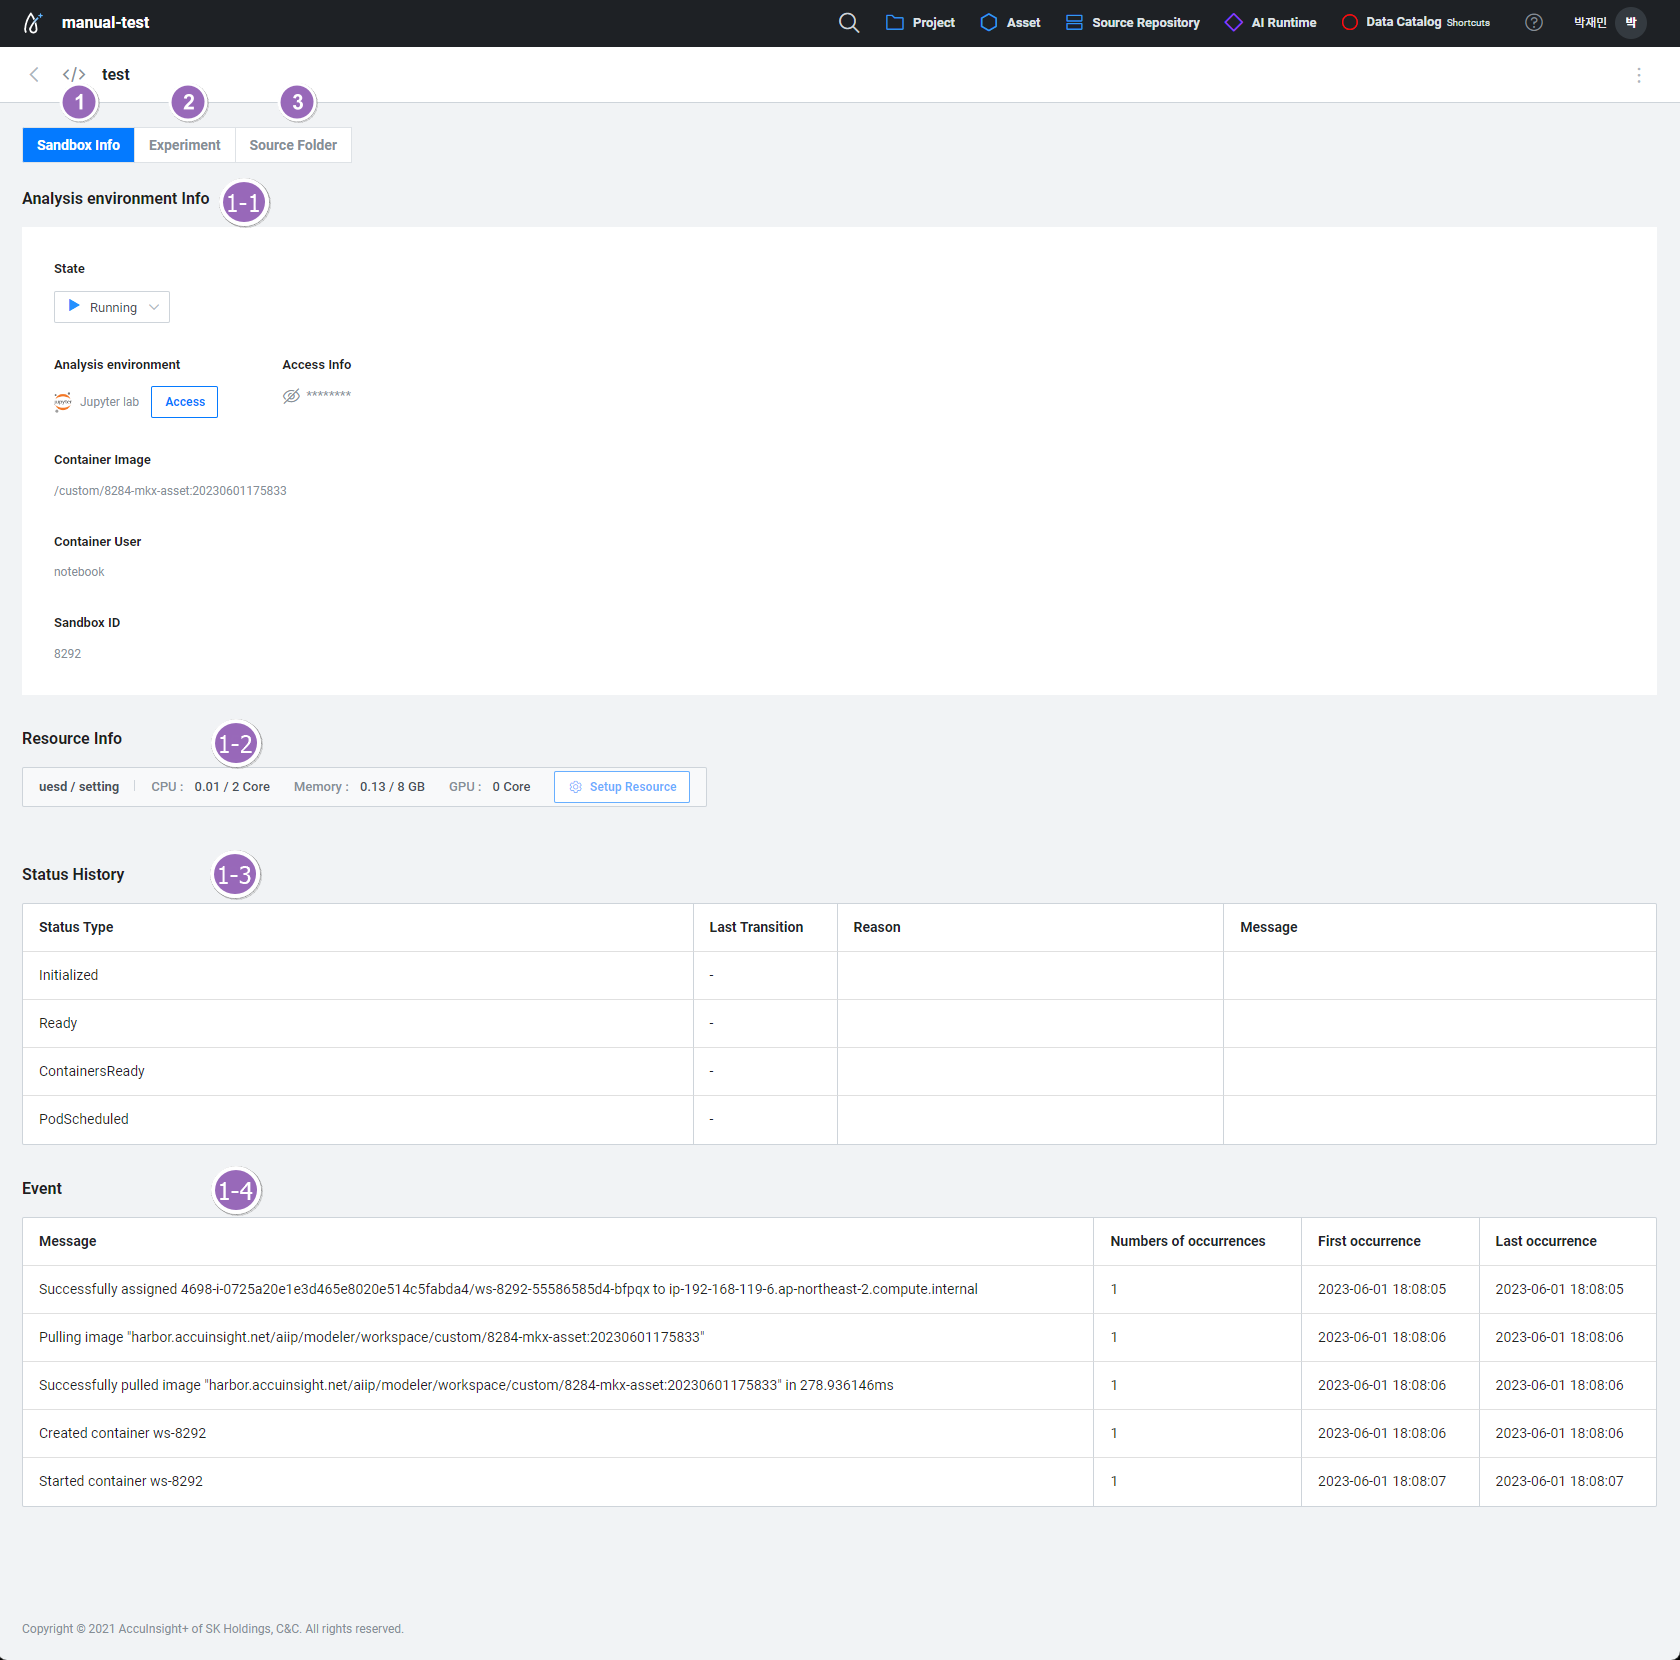 manual-test
Project
Asset
Source Repository
AI Runtime
Data Catalog Shortcuts
?
박재민
박
</> test
1
2
3
Sandbox Info
Experiment
Source Folder
Analysis environment Info
1-1
State
Running
Analysis environment
Access Info
jupyter
Jupyter lab
Access
********
Container Image
/custom/8284-mkx-asset:20230601175833
Container User
notebook
Sandbox ID
8292
Resource Info
1-2
uesd / setting
CPU : 0.01 / 2 Core
Memory : 0.13 / 8 GB
GPU : 0 Core
Setup Resource
Status History
1-3
Status Type Last Transition Reason Message
Initialized -
Ready -
ContainersReady -
PodScheduled -
Event
1-4
Message Numbers of occurrences First occurrence Last occurrence
Successfully assigned 4698-i-0725a20e1e3d465e8020e514c5fabda4/ws-8292-55586585d4-bfpqx to ip-192-168-119-6.ap-northeast-2.compute.internal 1 2023-06-01 18:08:05 2023-06-01 18:08:05
Pulling image "harbor.accuinsight.net/aiip/modeler/workspace/custom/8284-mkx-asset:20230601175833" 1 2023-06-01 18:08:06 2023-06-01 18:08:06
Successfully pulled image "harbor.accuinsight.net/aiip/modeler/workspace/custom/8284-mkx-asset:20230601175833" in 278.936146ms 1 2023-06-01 18:08:06 2023-06-01 18:08:06
Created container ws-8292 1 2023-06-01 18:08:06 2023-06-01 18:08:06
Started container ws-8292 1 2023-06-01 18:08:07 2023-06-01 18:08:07
Copyright © 2021 AccuInsight+ of SK Holdings, C&C. All rights reserved.